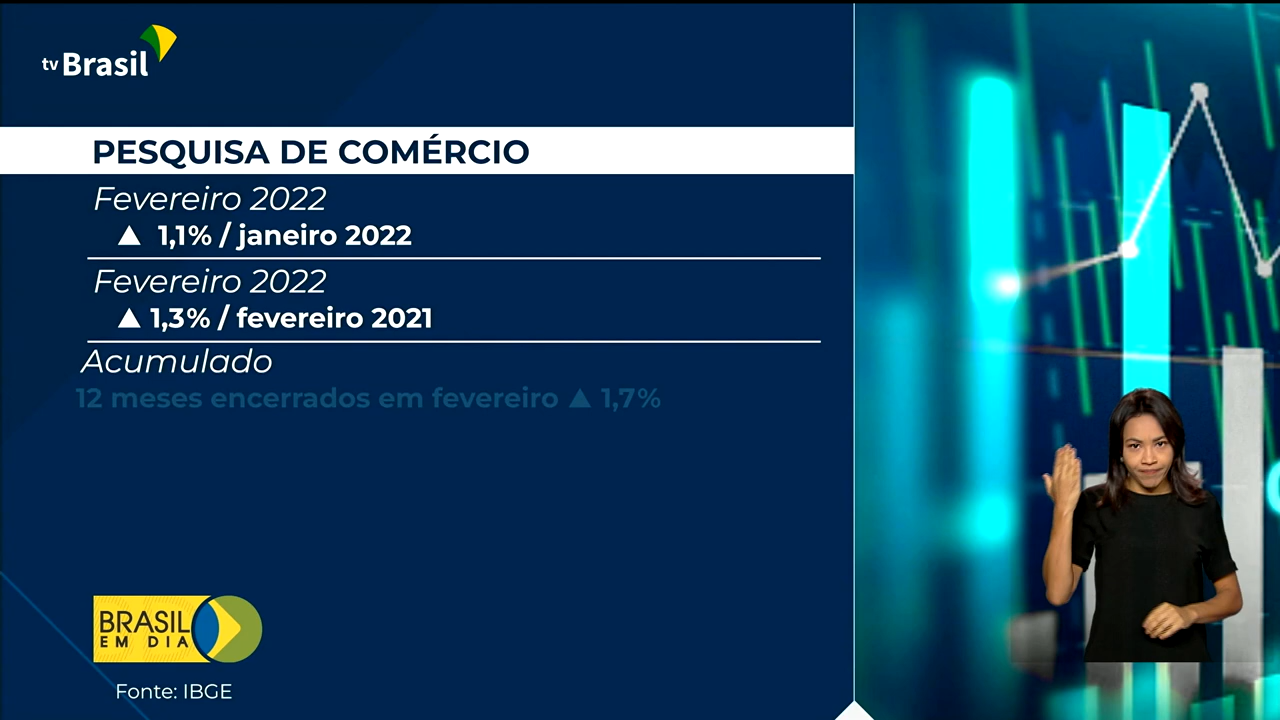 tv Brasil
PESQUISA DE COMÉRCIO
Fevereiro 2022
▲ 1,1% / janeiro 2022
Fevereiro 2022
▲ 1,3% / fevereiro 2021
Acumulado
12 meses encerrados em fevereiro ▲ 1,7%
BRASIL
EM DIA
Fonte: IBGE